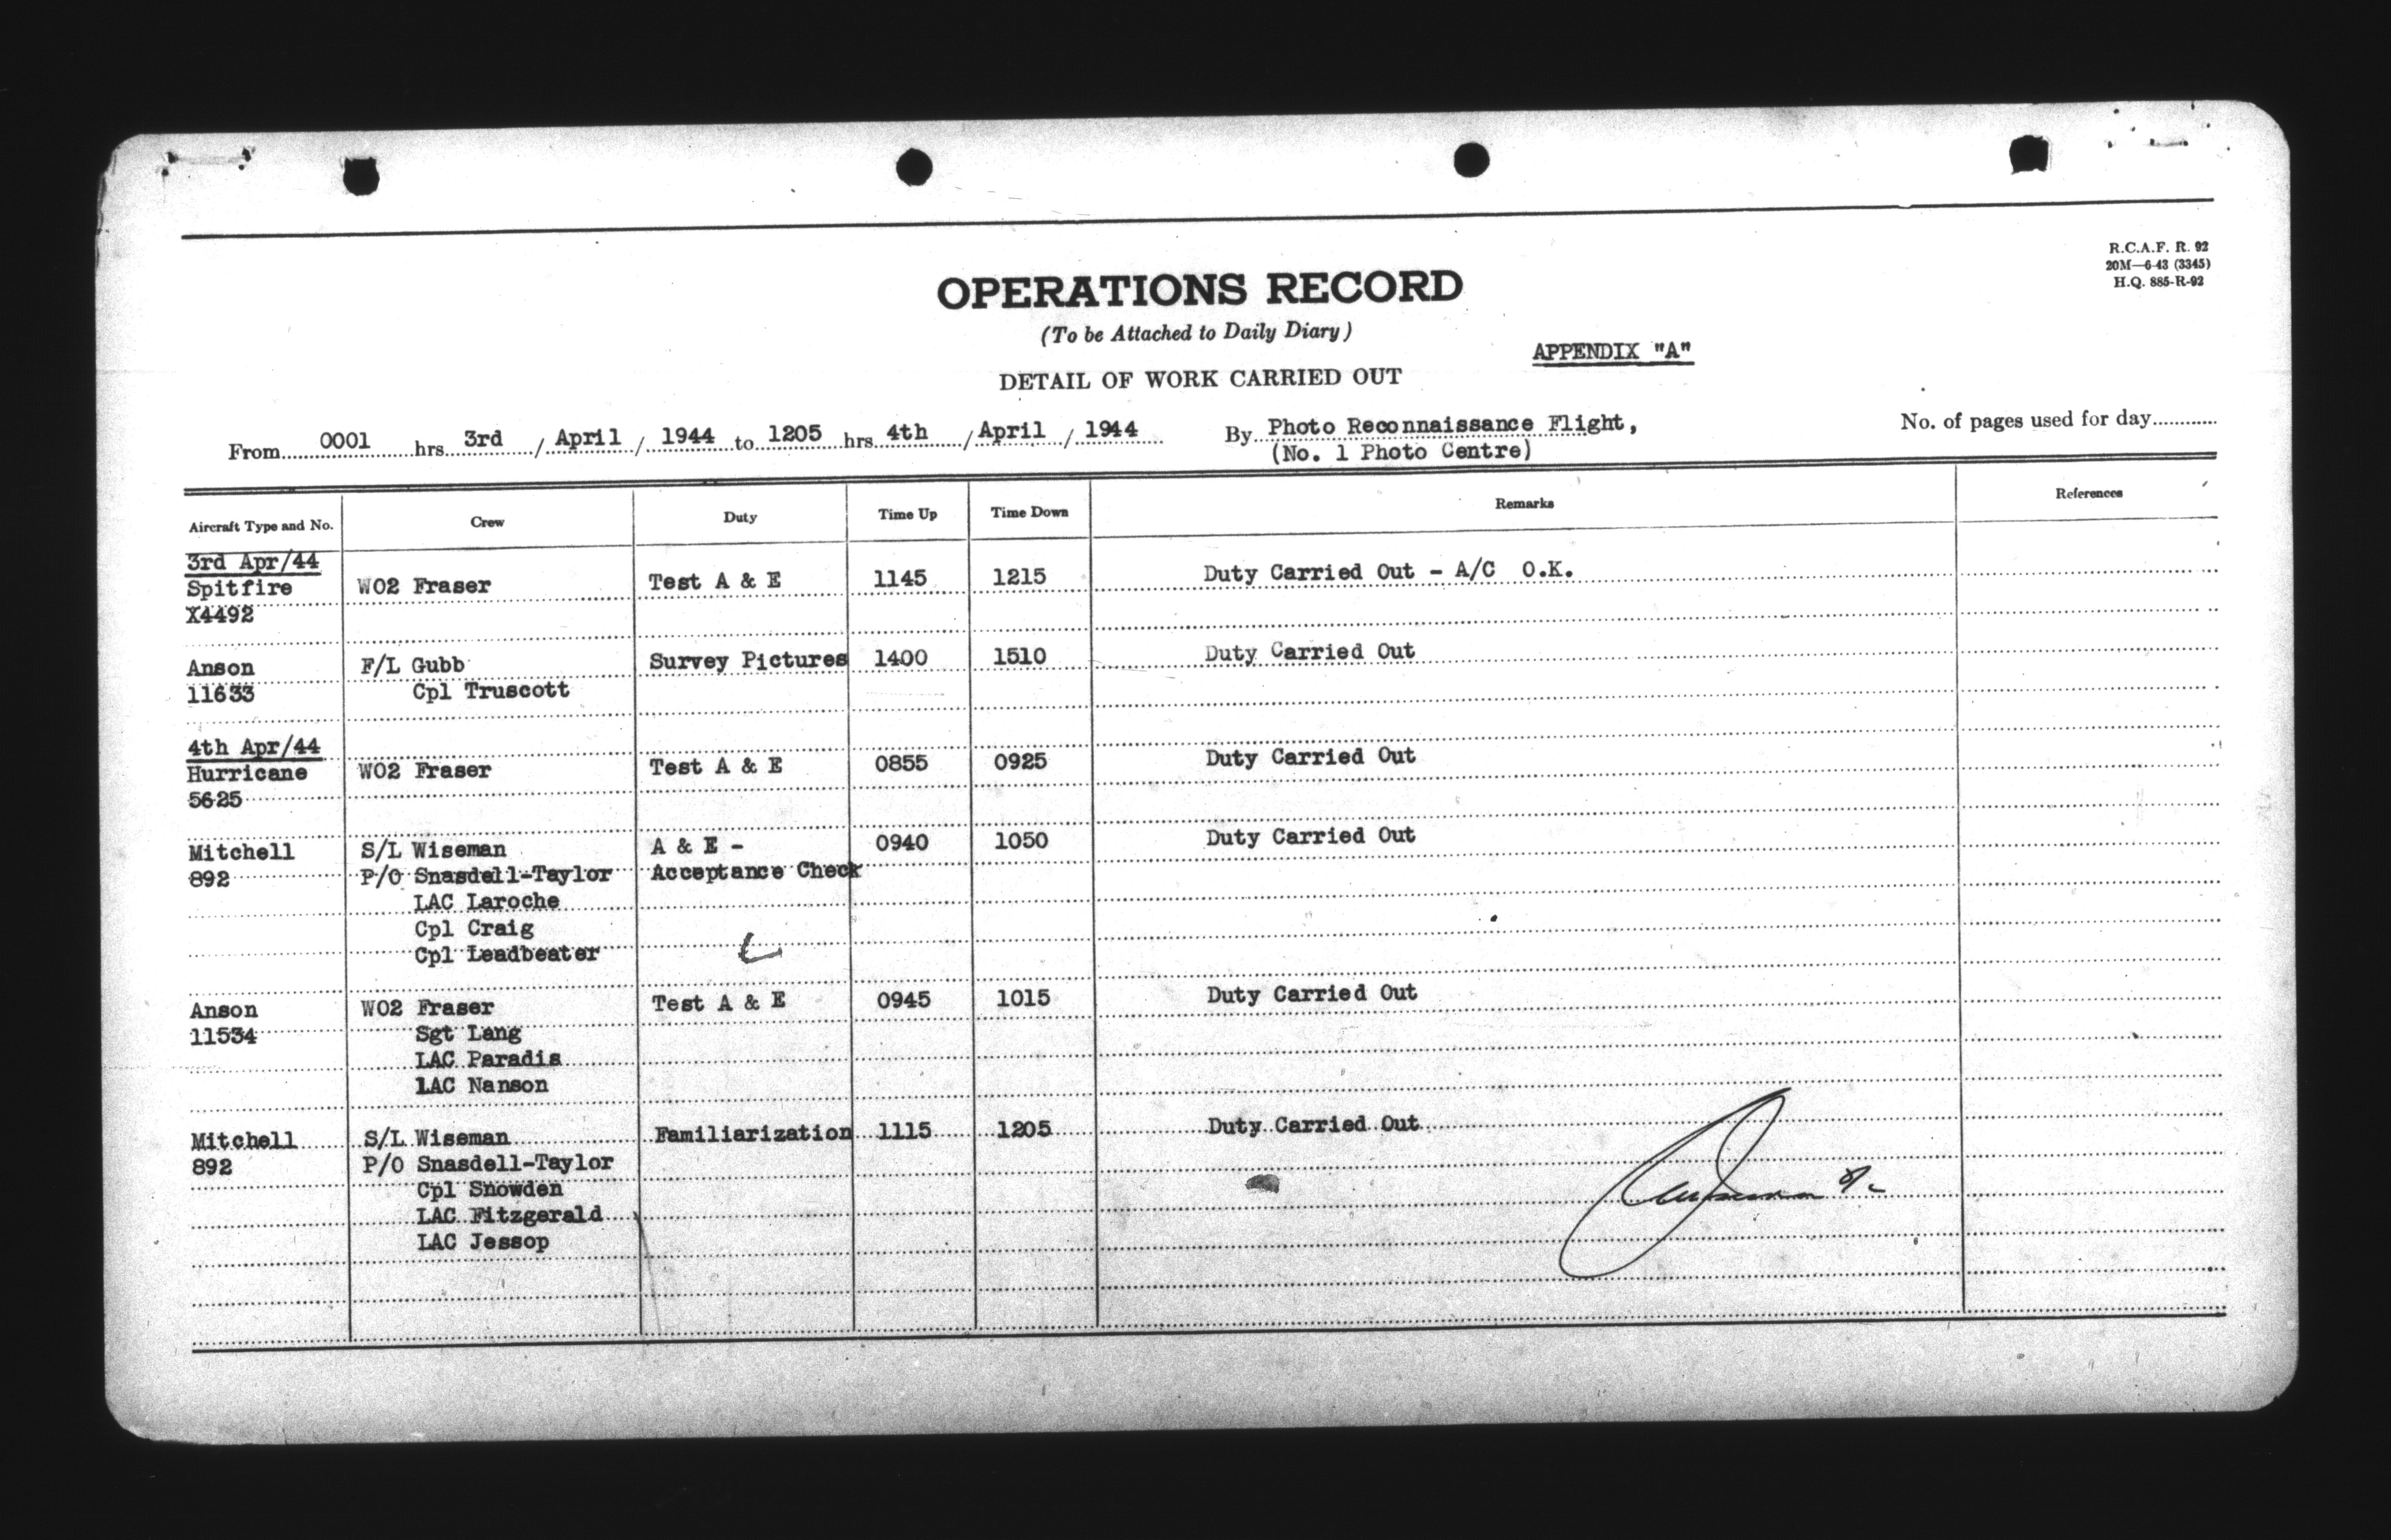 R.C.A.F. R. 92
20M—6-43 (3345)
H.Q. 885-R-92
OPERATIONS RECORD
(To be Attached to Daily Diary)
APPENDIX "A"
DETAIL OF WORK CARRIED OUT
From 0001 hrs 3rd / April / 1944 to 1205 hrs 4th / April / 1944 By Photo Reconnaissance Flight, No. of pages used for day
(No. 1 Photo Centre)
Aircraft Type and No. Crew Duty Time Up Time Down Remarks References
3rd Apr/44
Spitfire WO2 Fraser Test A & E 1145 1215 Duty Carried Out - A/C O.K.
X4492
Anson F/L Gubb Survey Pictures 1400 1510 Duty Carried Out
11633 Cpl Truscott
4th Apr/44
Hurricane WO2 Fraser Test A & E 0855 0925 Duty Carried Out
5625
Mitchell S/L Wiseman A & E - 0940 1050 Duty Carried Out
892 P/O Snasdell-Taylor Acceptance Check
LAC Laroche
Cpl Craig
Cpl Leadbeater
Anson WO2 Fraser Test A & E 0945 1015 Duty Carried Out
11534 Sgt Lang
LAC Paradis
LAC Nanson
Mitchell S/L Wiseman Familiarization 1115 1205 Duty Carried Out
892 P/O Snasdell-Taylor
Cpl Snowden
LAC Fitzgerald
LAC Jessop